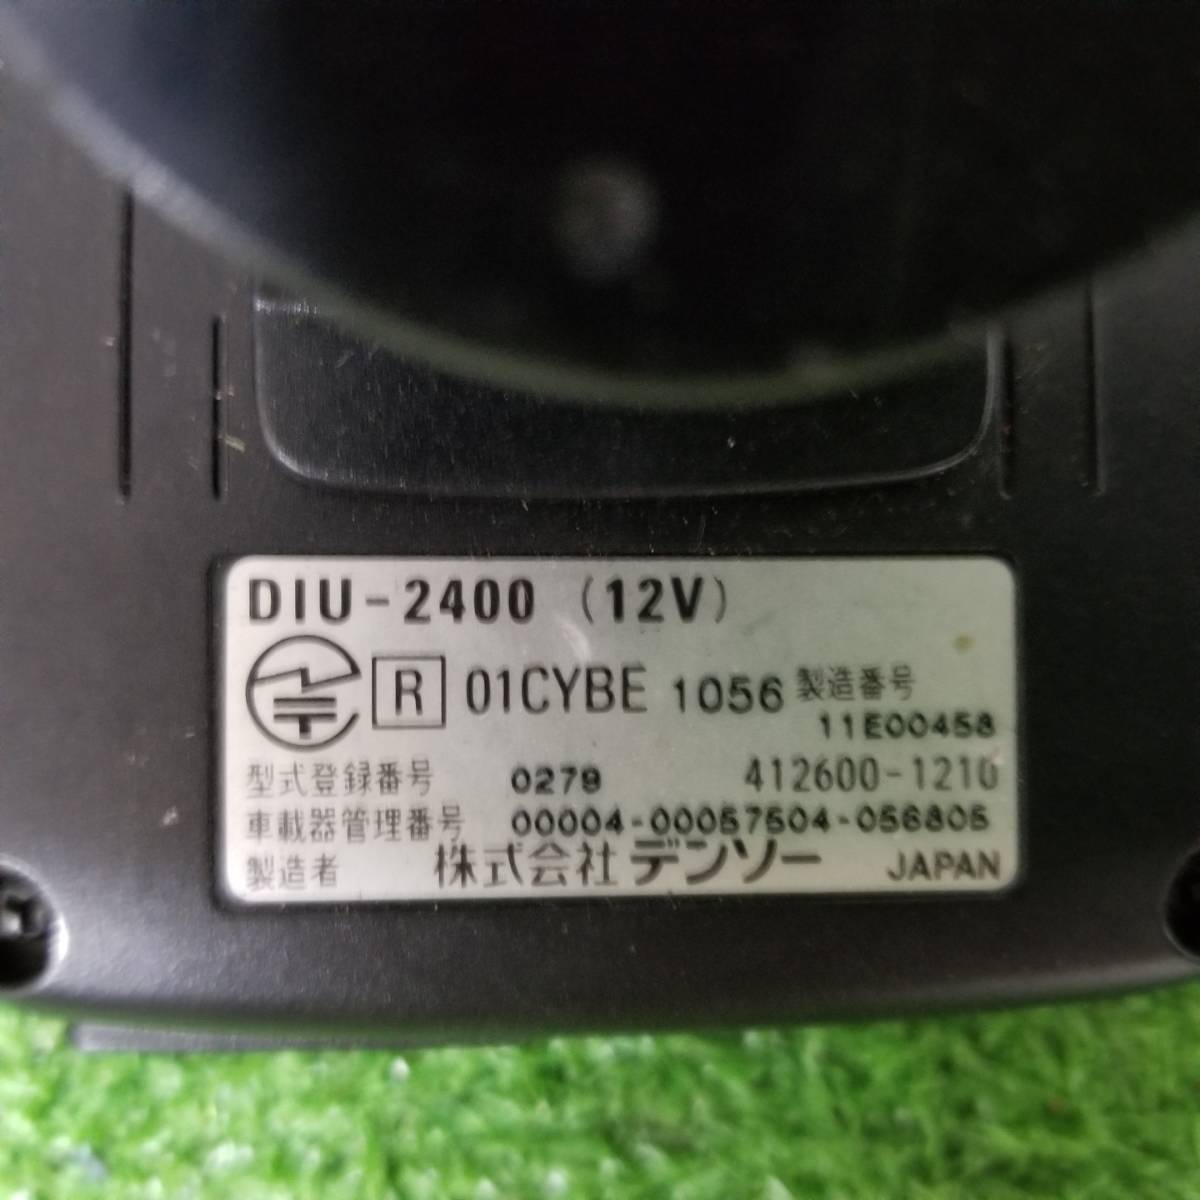 DIU-2400 (12V)
R 01CYBE 1056 製造番号
11E00458
型式登録番号 0279 412600-1210
車載器管理番号 00004-00057504-056805
製造者 株式会社デンソー JAPAN